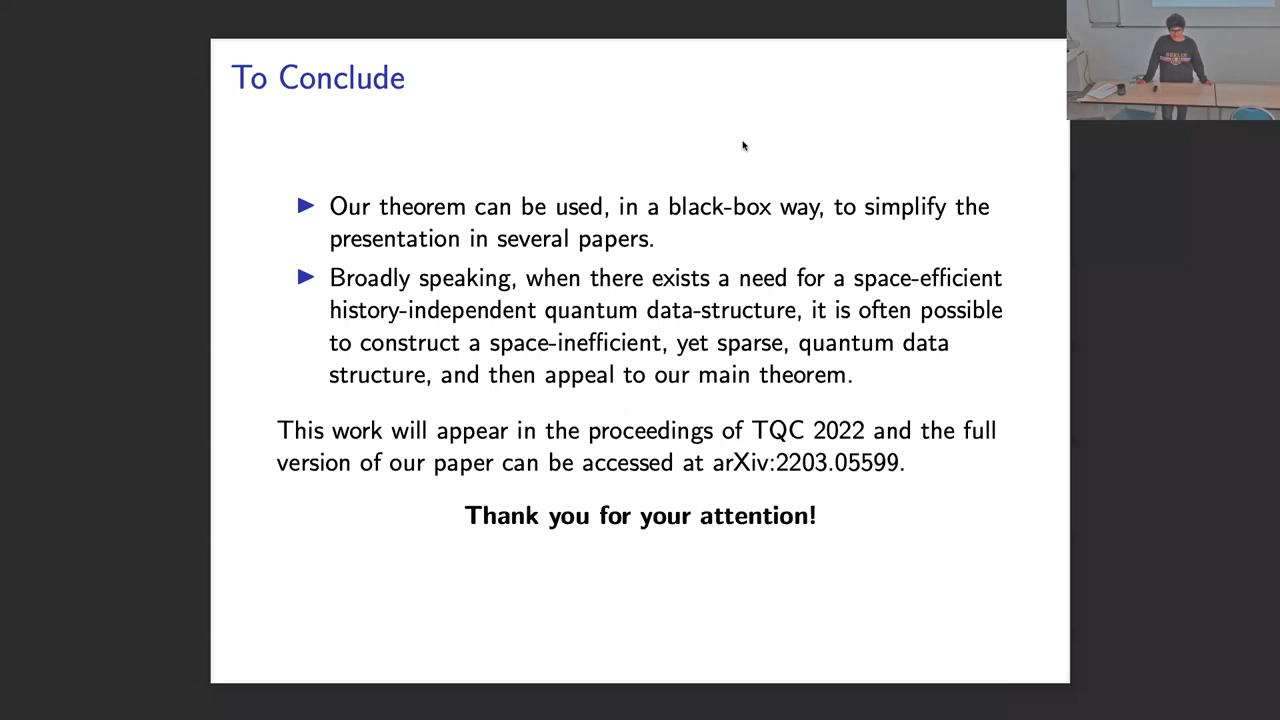 To Conclude
Our theorem can be used, in a black-box way, to simplify the
presentation in several papers.
Broadly speaking, when there exists a need for a space-efficient
history-independent quantum data-structure, it is often possible
to construct a space-inefficient, yet sparse, quantum data
structure, and then appeal to our main theorem.
This work will appear in the proceedings of TQC 2022 and the full
version of our paper can be accessed at arXiv:2203.05599.
Thank you for your attention!
BERLIN